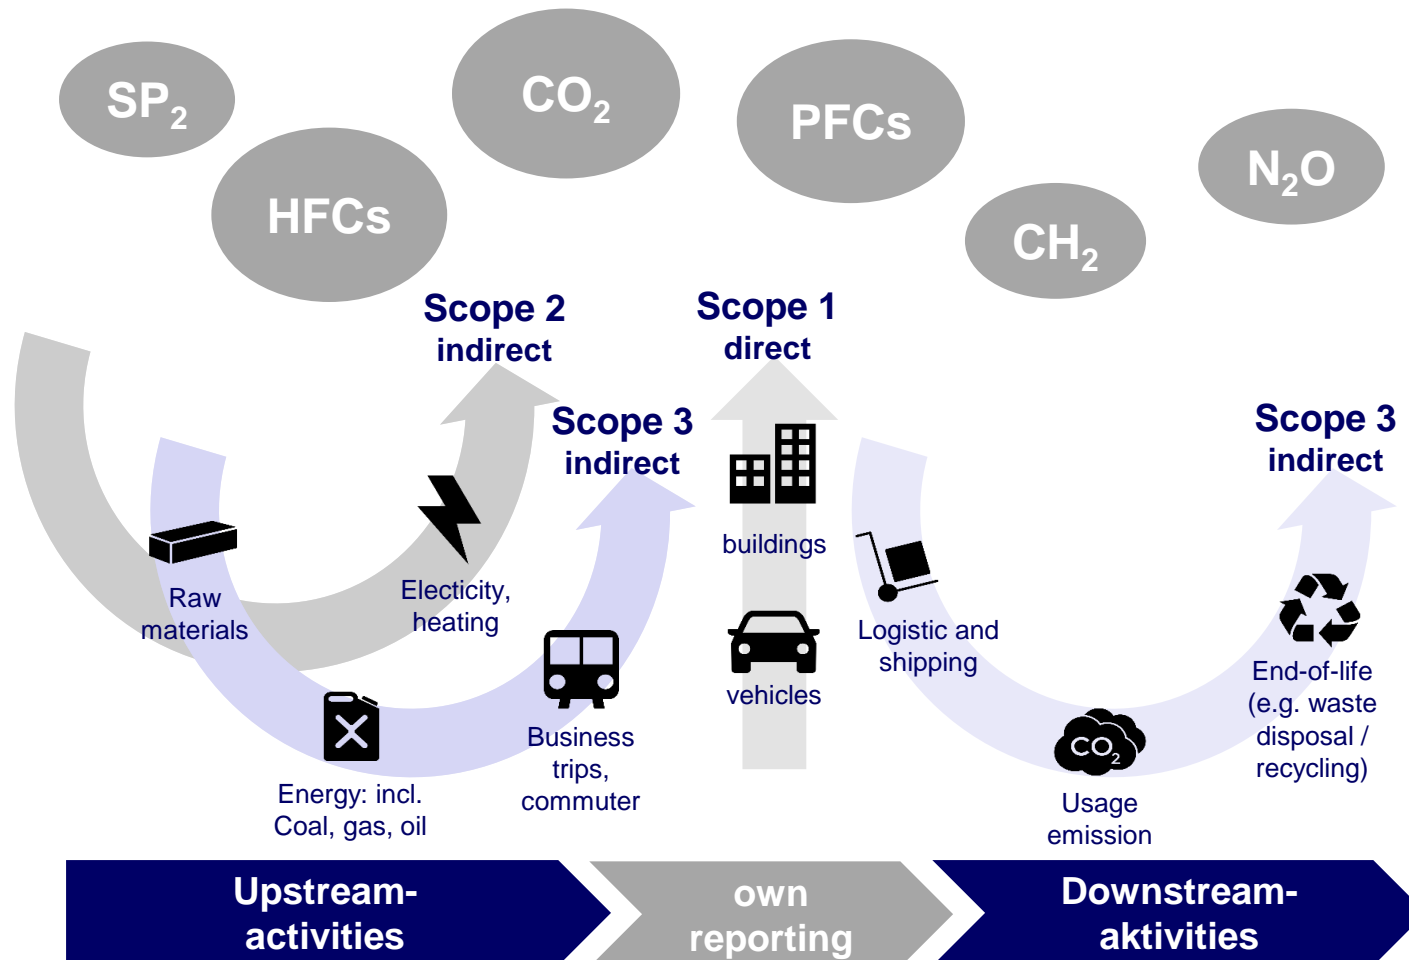 SP₂
HFCs
CO₂
PFCs
CH₂
N₂O
Scope 2
indirect
Scope 3
indirect
Scope 1
direct
Scope 3
indirect
Raw
materials
Electicity,
heating
Energy: incl.
Coal, gas, oil
Business
trips,
commuter
buildings
vehicles
Logistic and
shipping
CO₂
Usage
emission
End-of-life
(e.g. waste
disposal /
recycling)
Upstream-
activities
own
reporting
Downstream-
aktivities